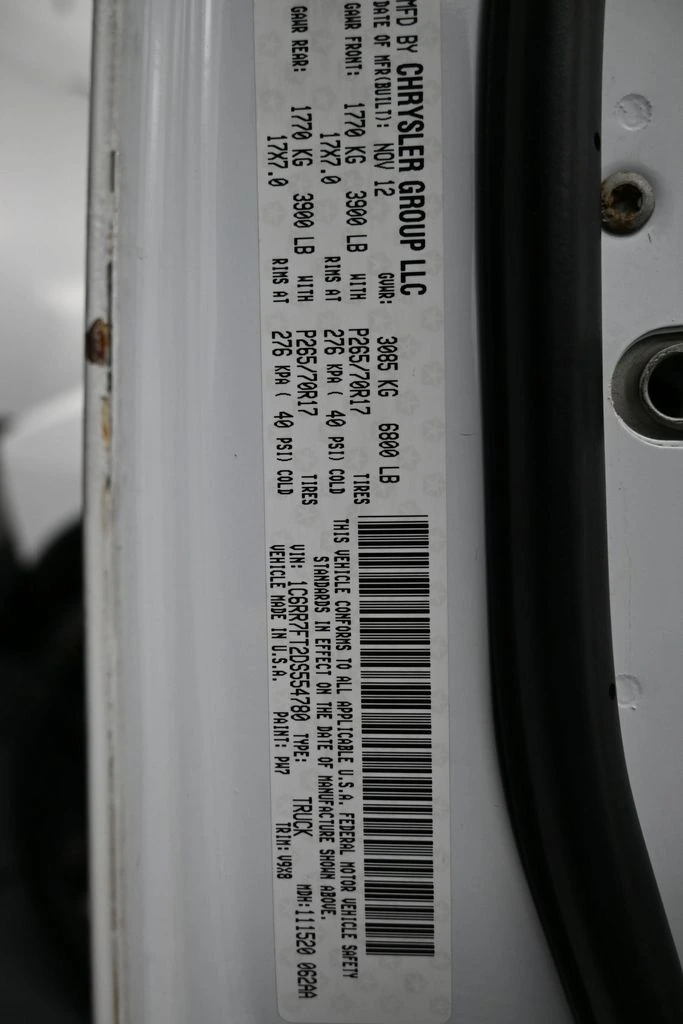 MFD BY CHRYSLER GROUP LLC
DATE OF MFR(BUILT): NOV 12 GVWR: 3085 KG 6800 LB
GAWR FRONT: 1770 KG 3900 LB WITH P265/70R17 TIRES
17X7.0 RIMS AT 276 KPA ( 40 PSI) COLD
GAWR REAR: 1770 KG 3900 LB WITH P265/70R17 TIRES
17X7.0 RIMS AT 276 KPA ( 40 PSI) COLD
THIS VEHICLE CONFORMS TO ALL APPLICABLE U.S.A. FEDERAL MOTOR VEHICLE SAFETY
STANDARDS IN EFFECT ON THE DATE OF MANUFACTURE SHOWN ABOVE.
VIN: 1C6RR7FT2DS554780 TYPE: TRUCK MDH:111520 062AA
VEHICLE MADE IN U.S.A. PAINT: PW7 TRIM: V9X8